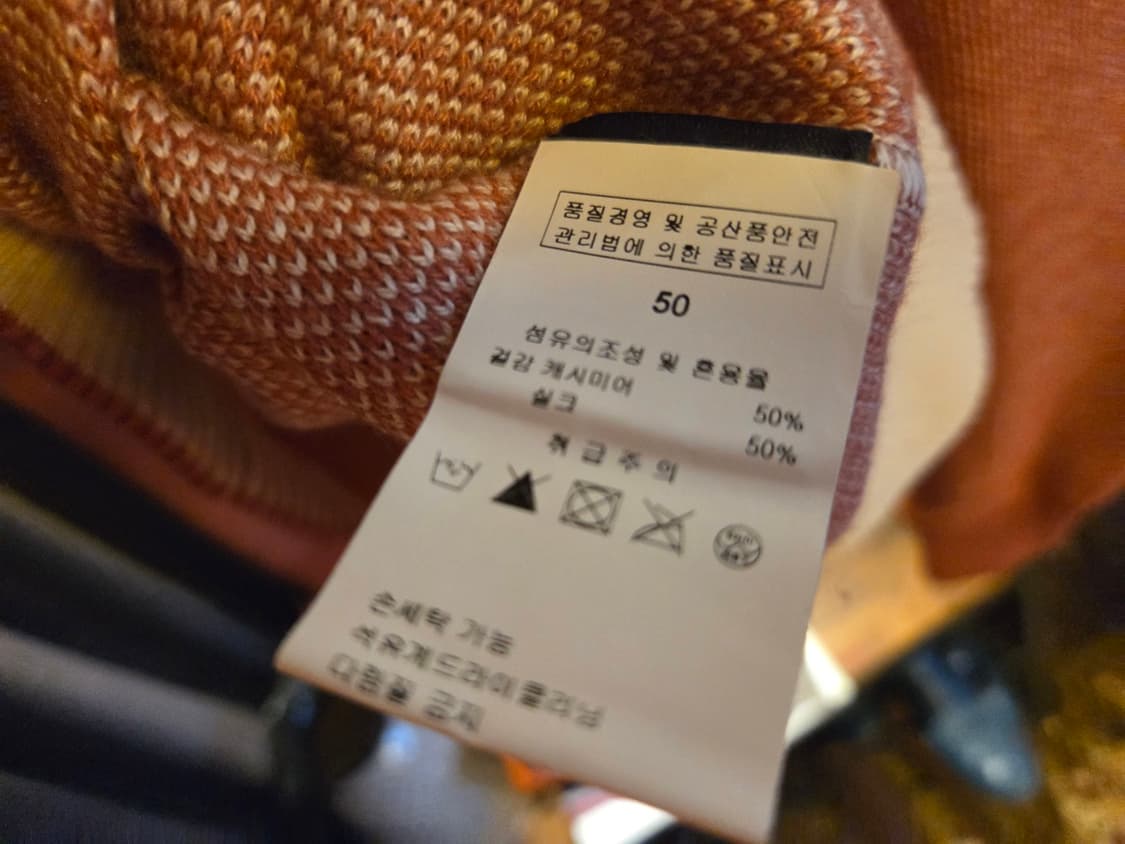 품질경영 및 공산품안전
관리법에 의한 품질표시
50
섬유의조성 및 혼용율
겉감 캐시미어 50%
실크 50%
취급주의
손세탁 가능
석유계드라이클리닝
다림질 금지